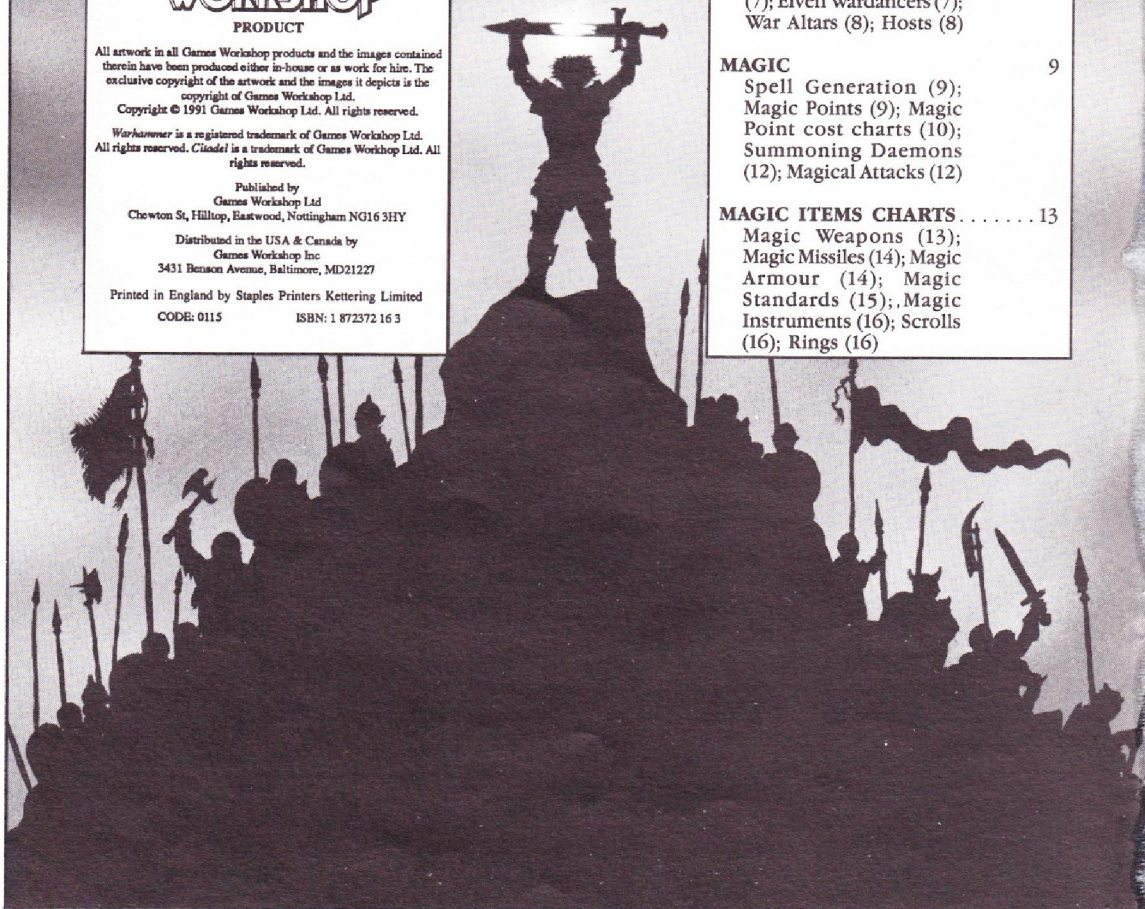 WORKSHOP
PRODUCT
All artwork in all Games Workshop products and the images contained
therein have been produced either in-house or as work for hire. The
exclusive copyright of the artwork and the images it depicts is the
copyright of Games Workshop Ltd.
Copyright © 1991 Games Workshop Ltd. All rights reserved.
Warhammer is a registered trademark of Games Workshop Ltd.
All rights reserved. Citadel is a trademark of Games Workhop Ltd. All
rights reserved.
Published by
Games Workshop Ltd
Chewton St, Hilltop, Eastwood, Nottingham NG16 3HY
Distributed in the USA & Canada by
Games Workshop Inc
3431 Benson Avenue, Baltimore, MD21227
Printed in England by Staples Printers Kettering Limited
CODE: 0115 ISBN: 1 872372 16 3
(7); Elven Wardancers (7);
War Altars (8); Hosts (8)
MAGIC 9
Spell Generation (9);
Magic Points (9); Magic
Point cost charts (10);
Summoning Daemons
(12); Magical Attacks (12)
MAGIC ITEMS CHARTS.......13
Magic Weapons (13);
Magic Missiles (14); Magic
Armour (14); Magic
Standards (15); Magic
Instruments (16); Scrolls
(16); Rings (16)